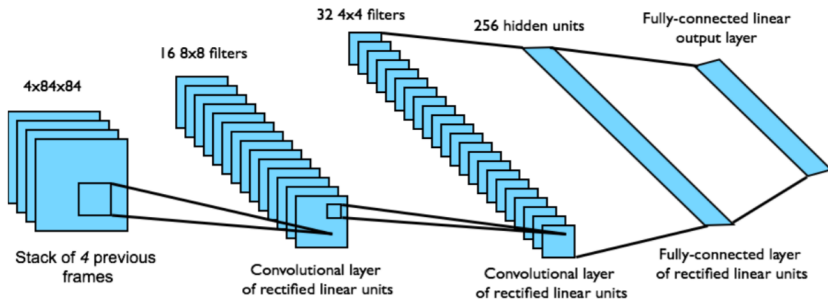 4x84x84
Stack of 4 previous
frames
16 8x8 filters
Convolutional layer
of rectified linear units
32 4x4 filters
Convolutional layer
of rectified linear units
256 hidden units
Fully-connected layer
of rectified linear units
Fully-connected linear
output layer